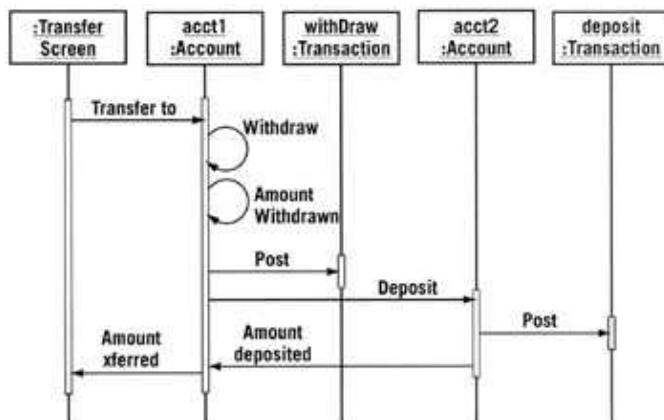 :Transfer
Screen
acct1
:Account
withDraw
:Transaction
acct2
:Account
deposit
:Transaction
Transfer to
Withdraw
Amount
Withdrawn
Post
Deposit
Post
Amount
deposited
Amount
xferred